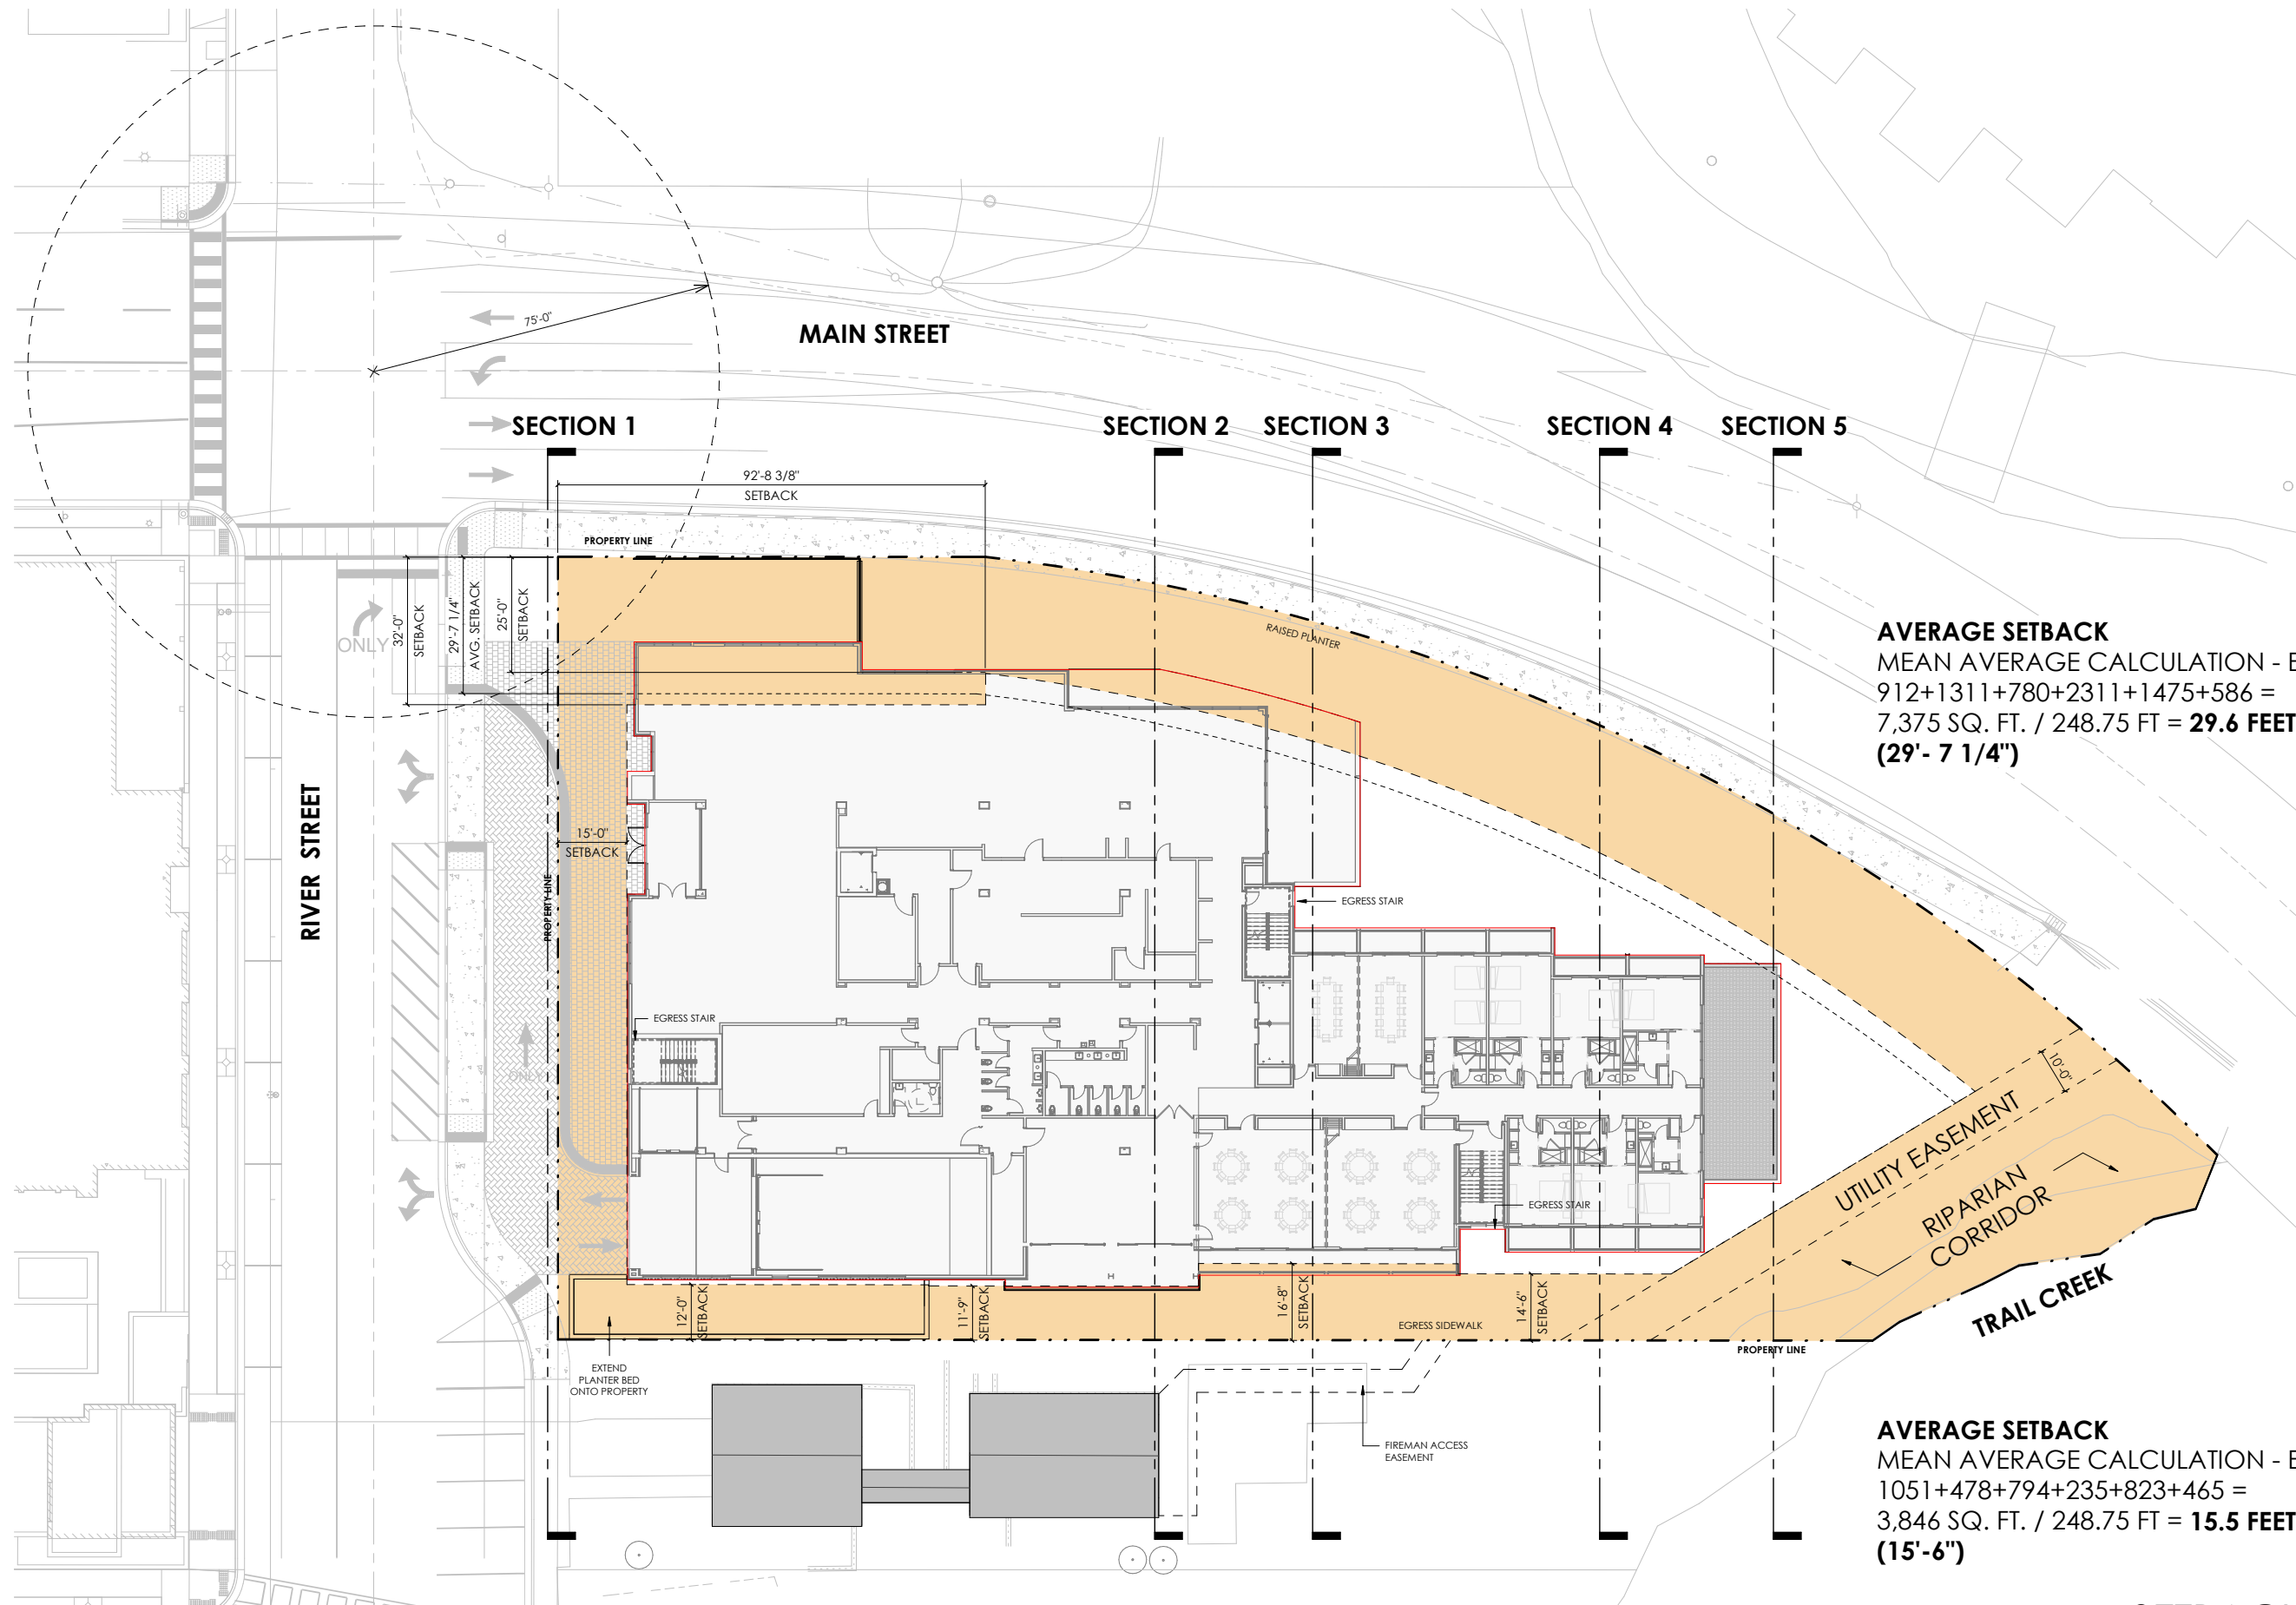 75'-0"
MAIN STREET
SECTION 1
SECTION 2
SECTION 3
SECTION 4
SECTION 5
92'-8 3/8"
SETBACK
PROPERTY LINE
32'-0"
SETBACK
29'-7 1/4"
AVG. SETBACK
25'-0"
SETBACK
ONLY
RAISED PLANTER
AVERAGE SETBACK
MEAN AVERAGE CALCULATION -
912+1311+780+2311+1475+586 =
7,375 SQ. FT. / 248.75 FT = 29.6 FEET
(29'- 7 1/4")
RIVER STREET
15'-0"
SETBACK
PROPERTY LINE
EGRESS STAIR
EGRESS STAIR
ONLY
10'-0"
UTILITY EASEMENT
RIPARIAN
CORRIDOR
EGRESS STAIR
TRAIL CREEK
12'-0"
SETBACK
11'-9"
SETBACK
16'-8"
SETBACK
14'-6"
SETBACK
EGRESS SIDEWALK
PROPERTY LINE
EXTEND
PLANTER BED
ONTO PROPERTY
FIREMAN ACCESS
EASEMENT
AVERAGE SETBACK
MEAN AVERAGE CALCULATION -
1051+478+794+235+823+465 =
3,846 SQ. FT. / 248.75 FT = 15.5 FEET
(15'-6")